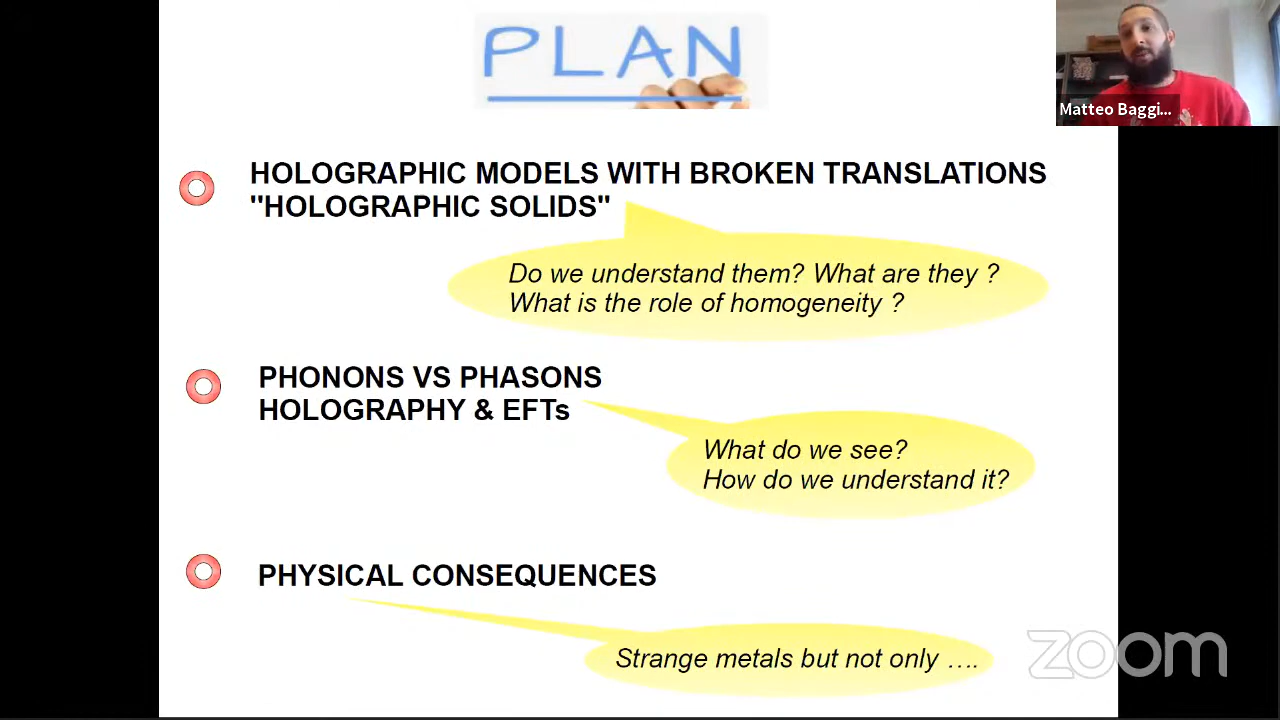 PLAN
Matteo Baggi...
HOLOGRAPHIC MODELS WITH BROKEN TRANSLATIONS
"HOLOGRAPHIC SOLIDS"
Do we understand them? What are they ?
What is the role of homogeneity ?
PHONONS VS PHASONS
HOLOGRAPHY & EFTs
What do we see?
How do we understand it?
PHYSICAL CONSEQUENCES
Strange metals but not only ....
zoom